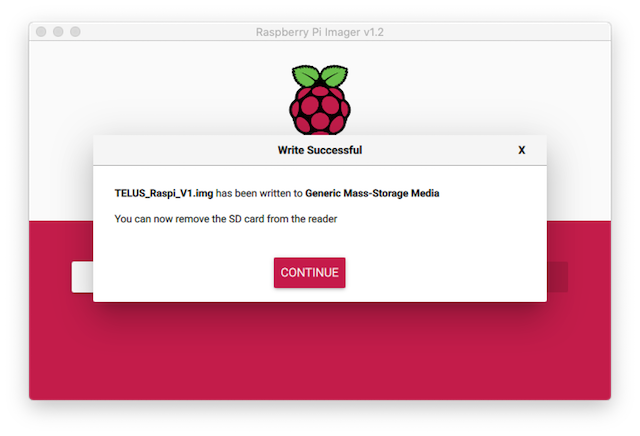 Raspberry Pi Imager v1.2
Write Successful X
TELUS_Raspi_V1.img has been written to Generic Mass-Storage Media
You can now remove the SD card from the reader
CONTINUE